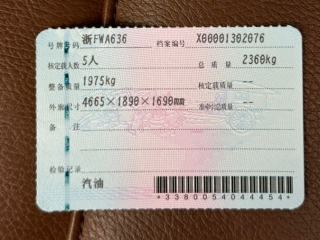 号牌号码 浙FWA636 档案编号 X00001302076
核定载人数 5人 总质量 2360kg
整备质量 1975kg 核定载质量 --
外廓尺寸 4665×1890×1690mm 准牵引总质量 --
备注
检验记录
汽油
*3380054044454*